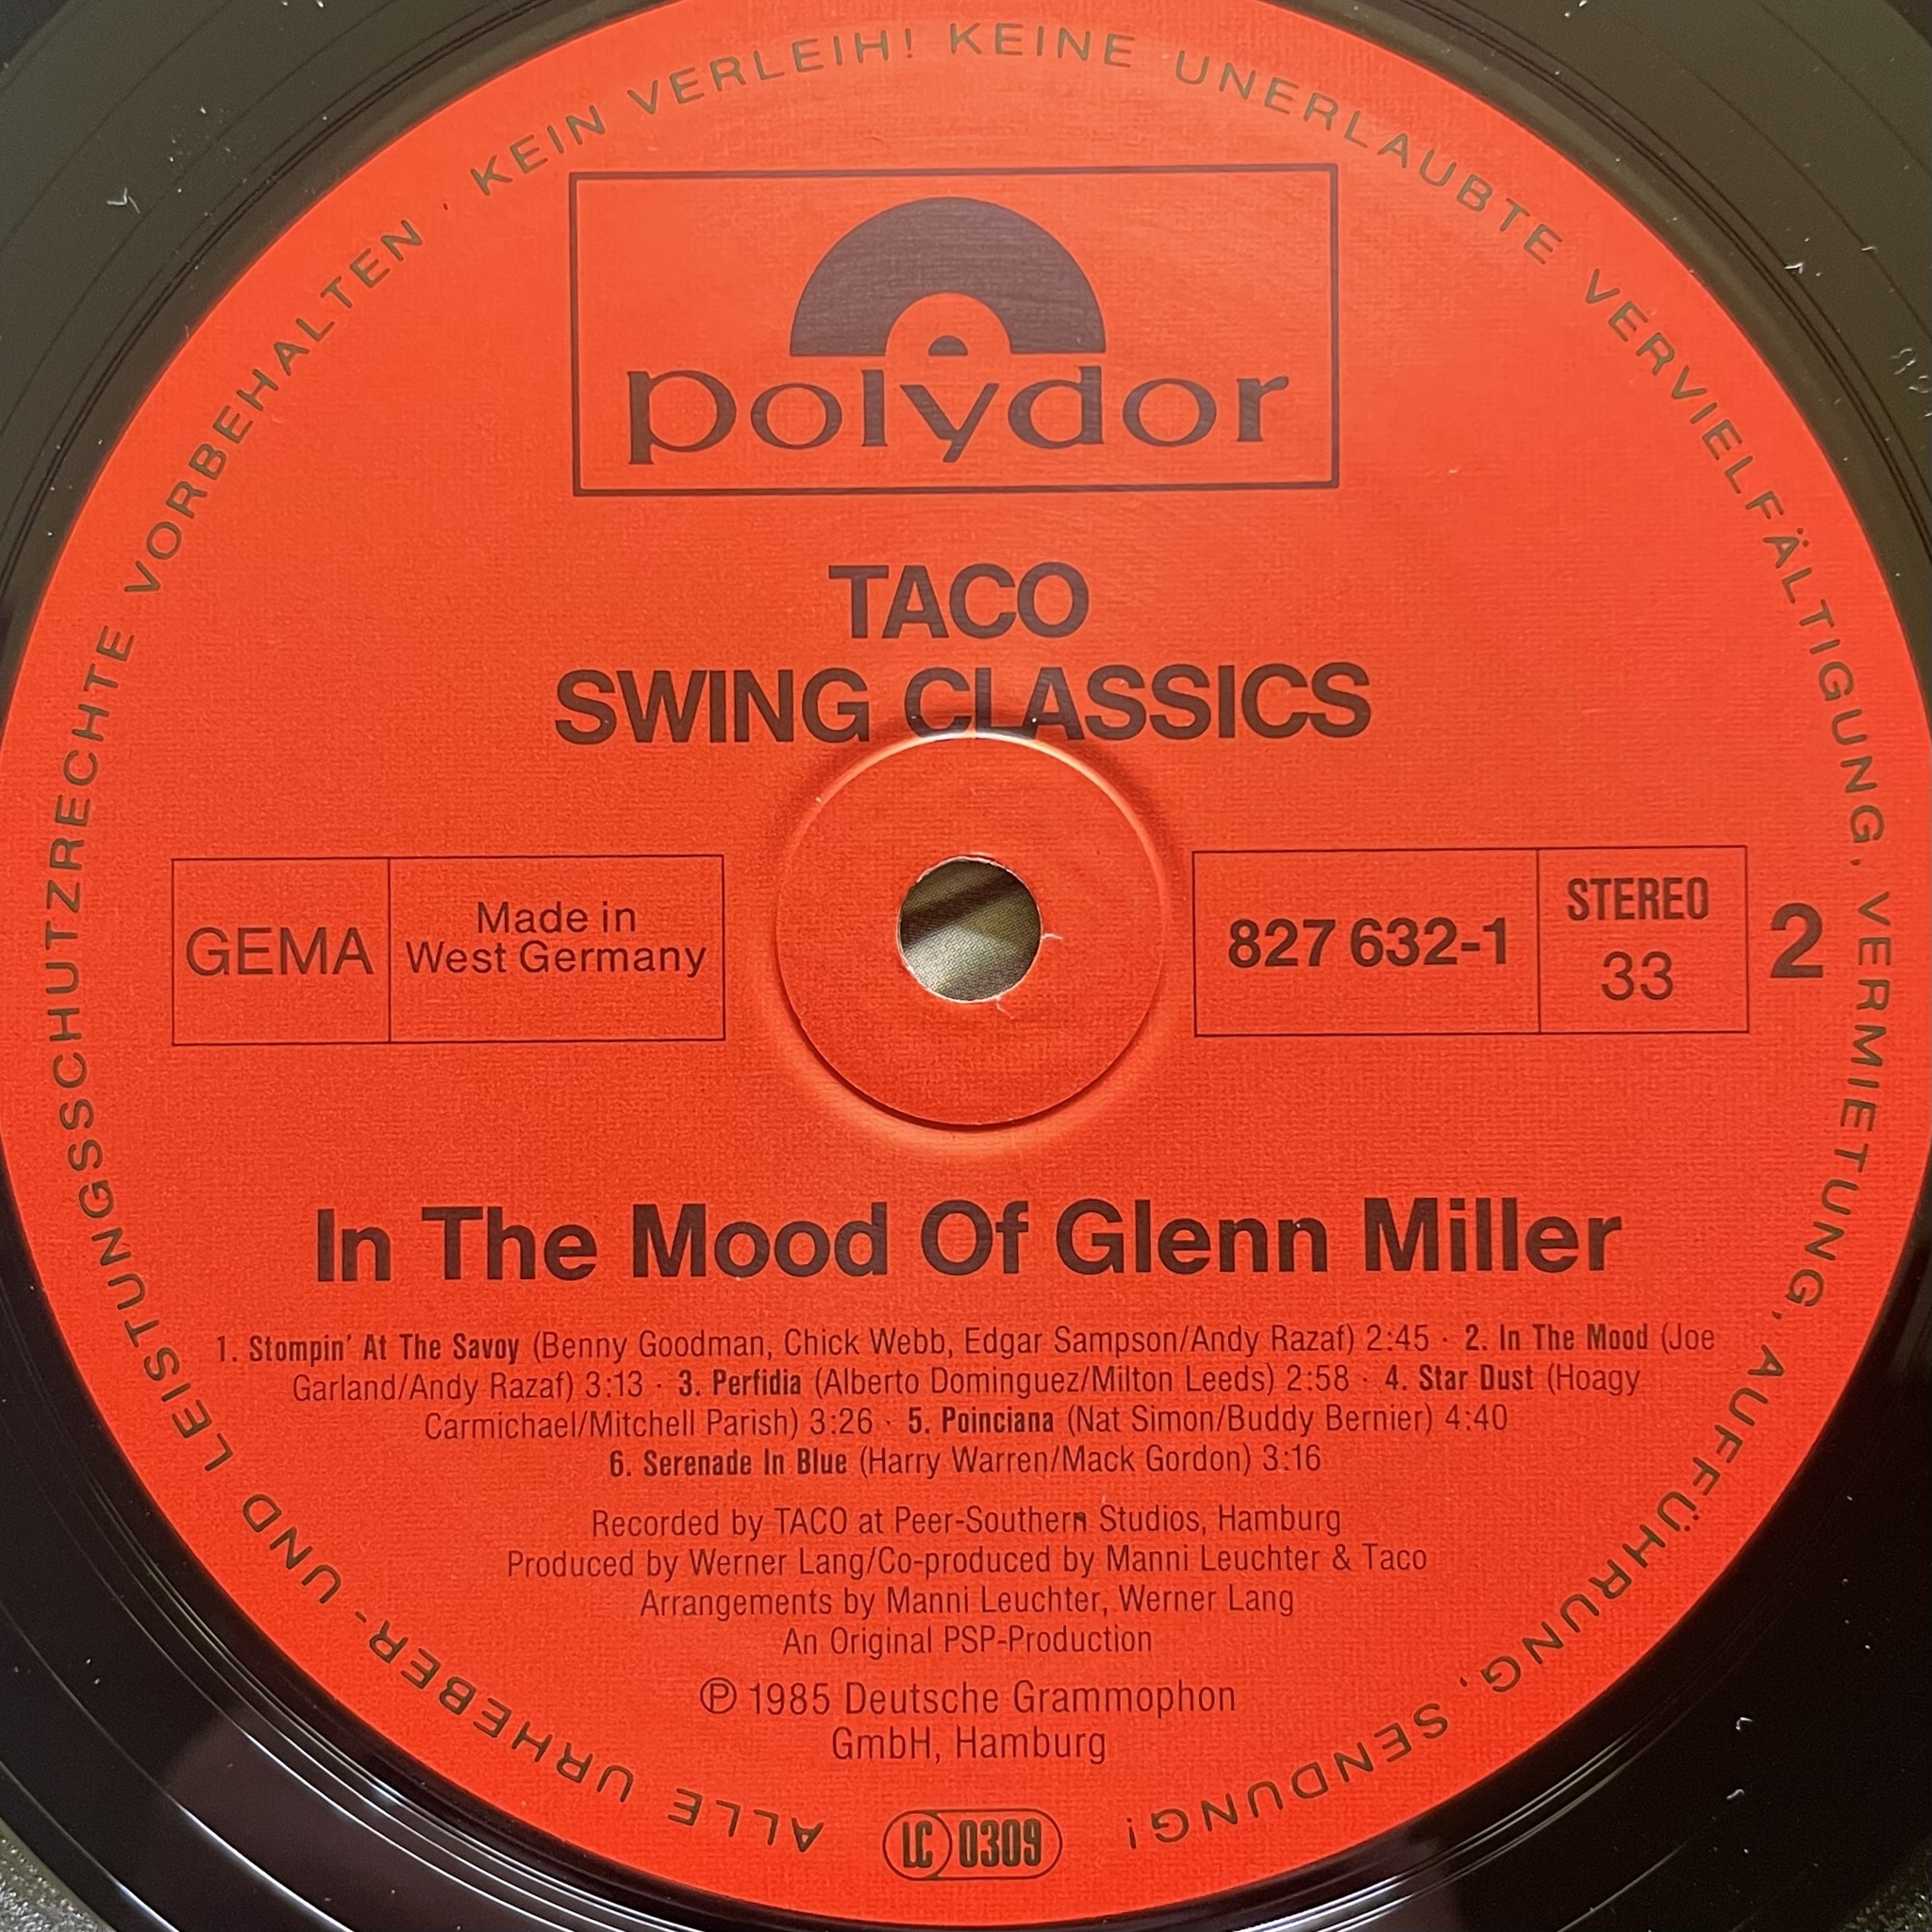 ALLE URHEBER- UND LEISTUNGSSCHUTZRECHTE VORBEHALTEN · KEIN VERLEIH! KEINE UNERLAUBTE VERVIELFÄLTIGUNG, VERMIETUNG, AUFFÜHRUNG, SENDUNG!
polydor
TACO
SWING CLASSICS
GEMA
Made in
West Germany
827 632-1
STEREO
33
2
In The Mood Of Glenn Miller
1. Stompin' At The Savoy (Benny Goodman, Chick Webb, Edgar Sampson/Andy Razaf) 2:45 · 2. In The Mood (Joe
Garland/Andy Razaf) 3:13 · 3. Perfidia (Alberto Dominguez/Milton Leeds) 2:58 · 4. Star Dust (Hoagy
Carmichael/Mitchell Parish) 3:26 · 5. Poinciana (Nat Simon/Buddy Bernier) 4:40
6. Serenade In Blue (Harry Warren/Mack Gordon) 3:16
Recorded by TACO at Peer-Southern Studios, Hamburg
Produced by Werner Lang/Co-produced by Manni Leuchter & Taco
Arrangements by Manni Leuchter, Werner Lang
An Original PSP-Production
℗ 1985 Deutsche Grammophon
GmbH, Hamburg
LC 0309